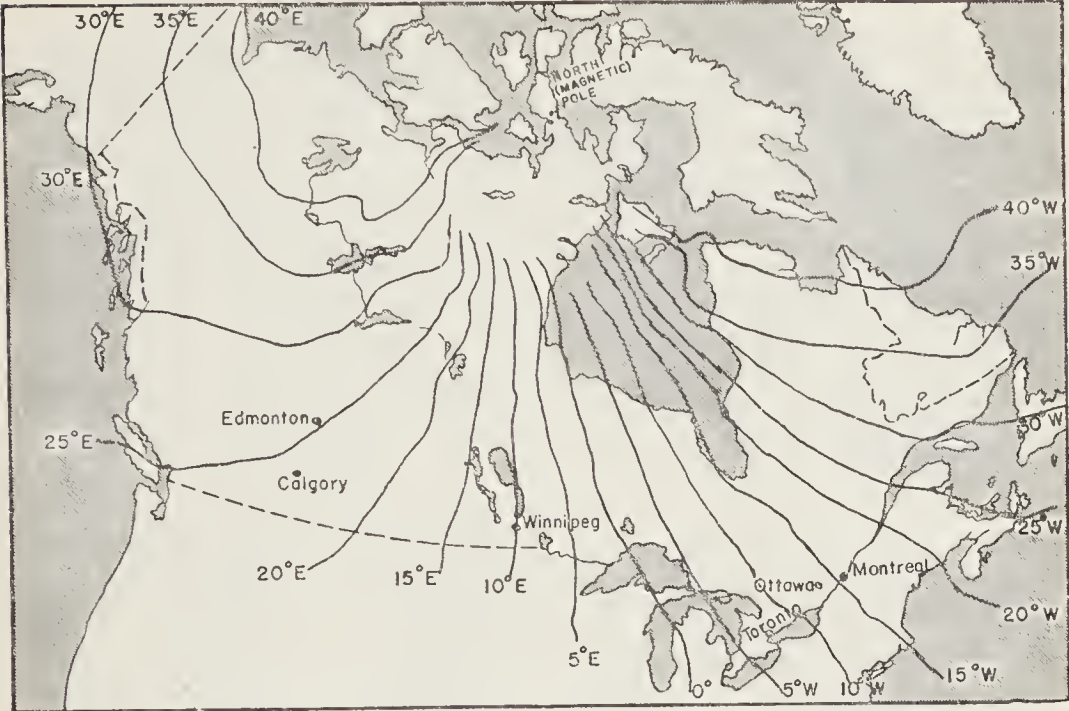 30°E 35°E 40°E
NORTH
(MAGNETIC)
POLE
30°E
40°W
35°W
Edmonton
30°W
25°E
Calgory
Winnipeg
25°W
20°E
15°E
10°E
Ottawa
Montreal
Toronto
20°W
5°E
0°
5°W
10°W
15°W